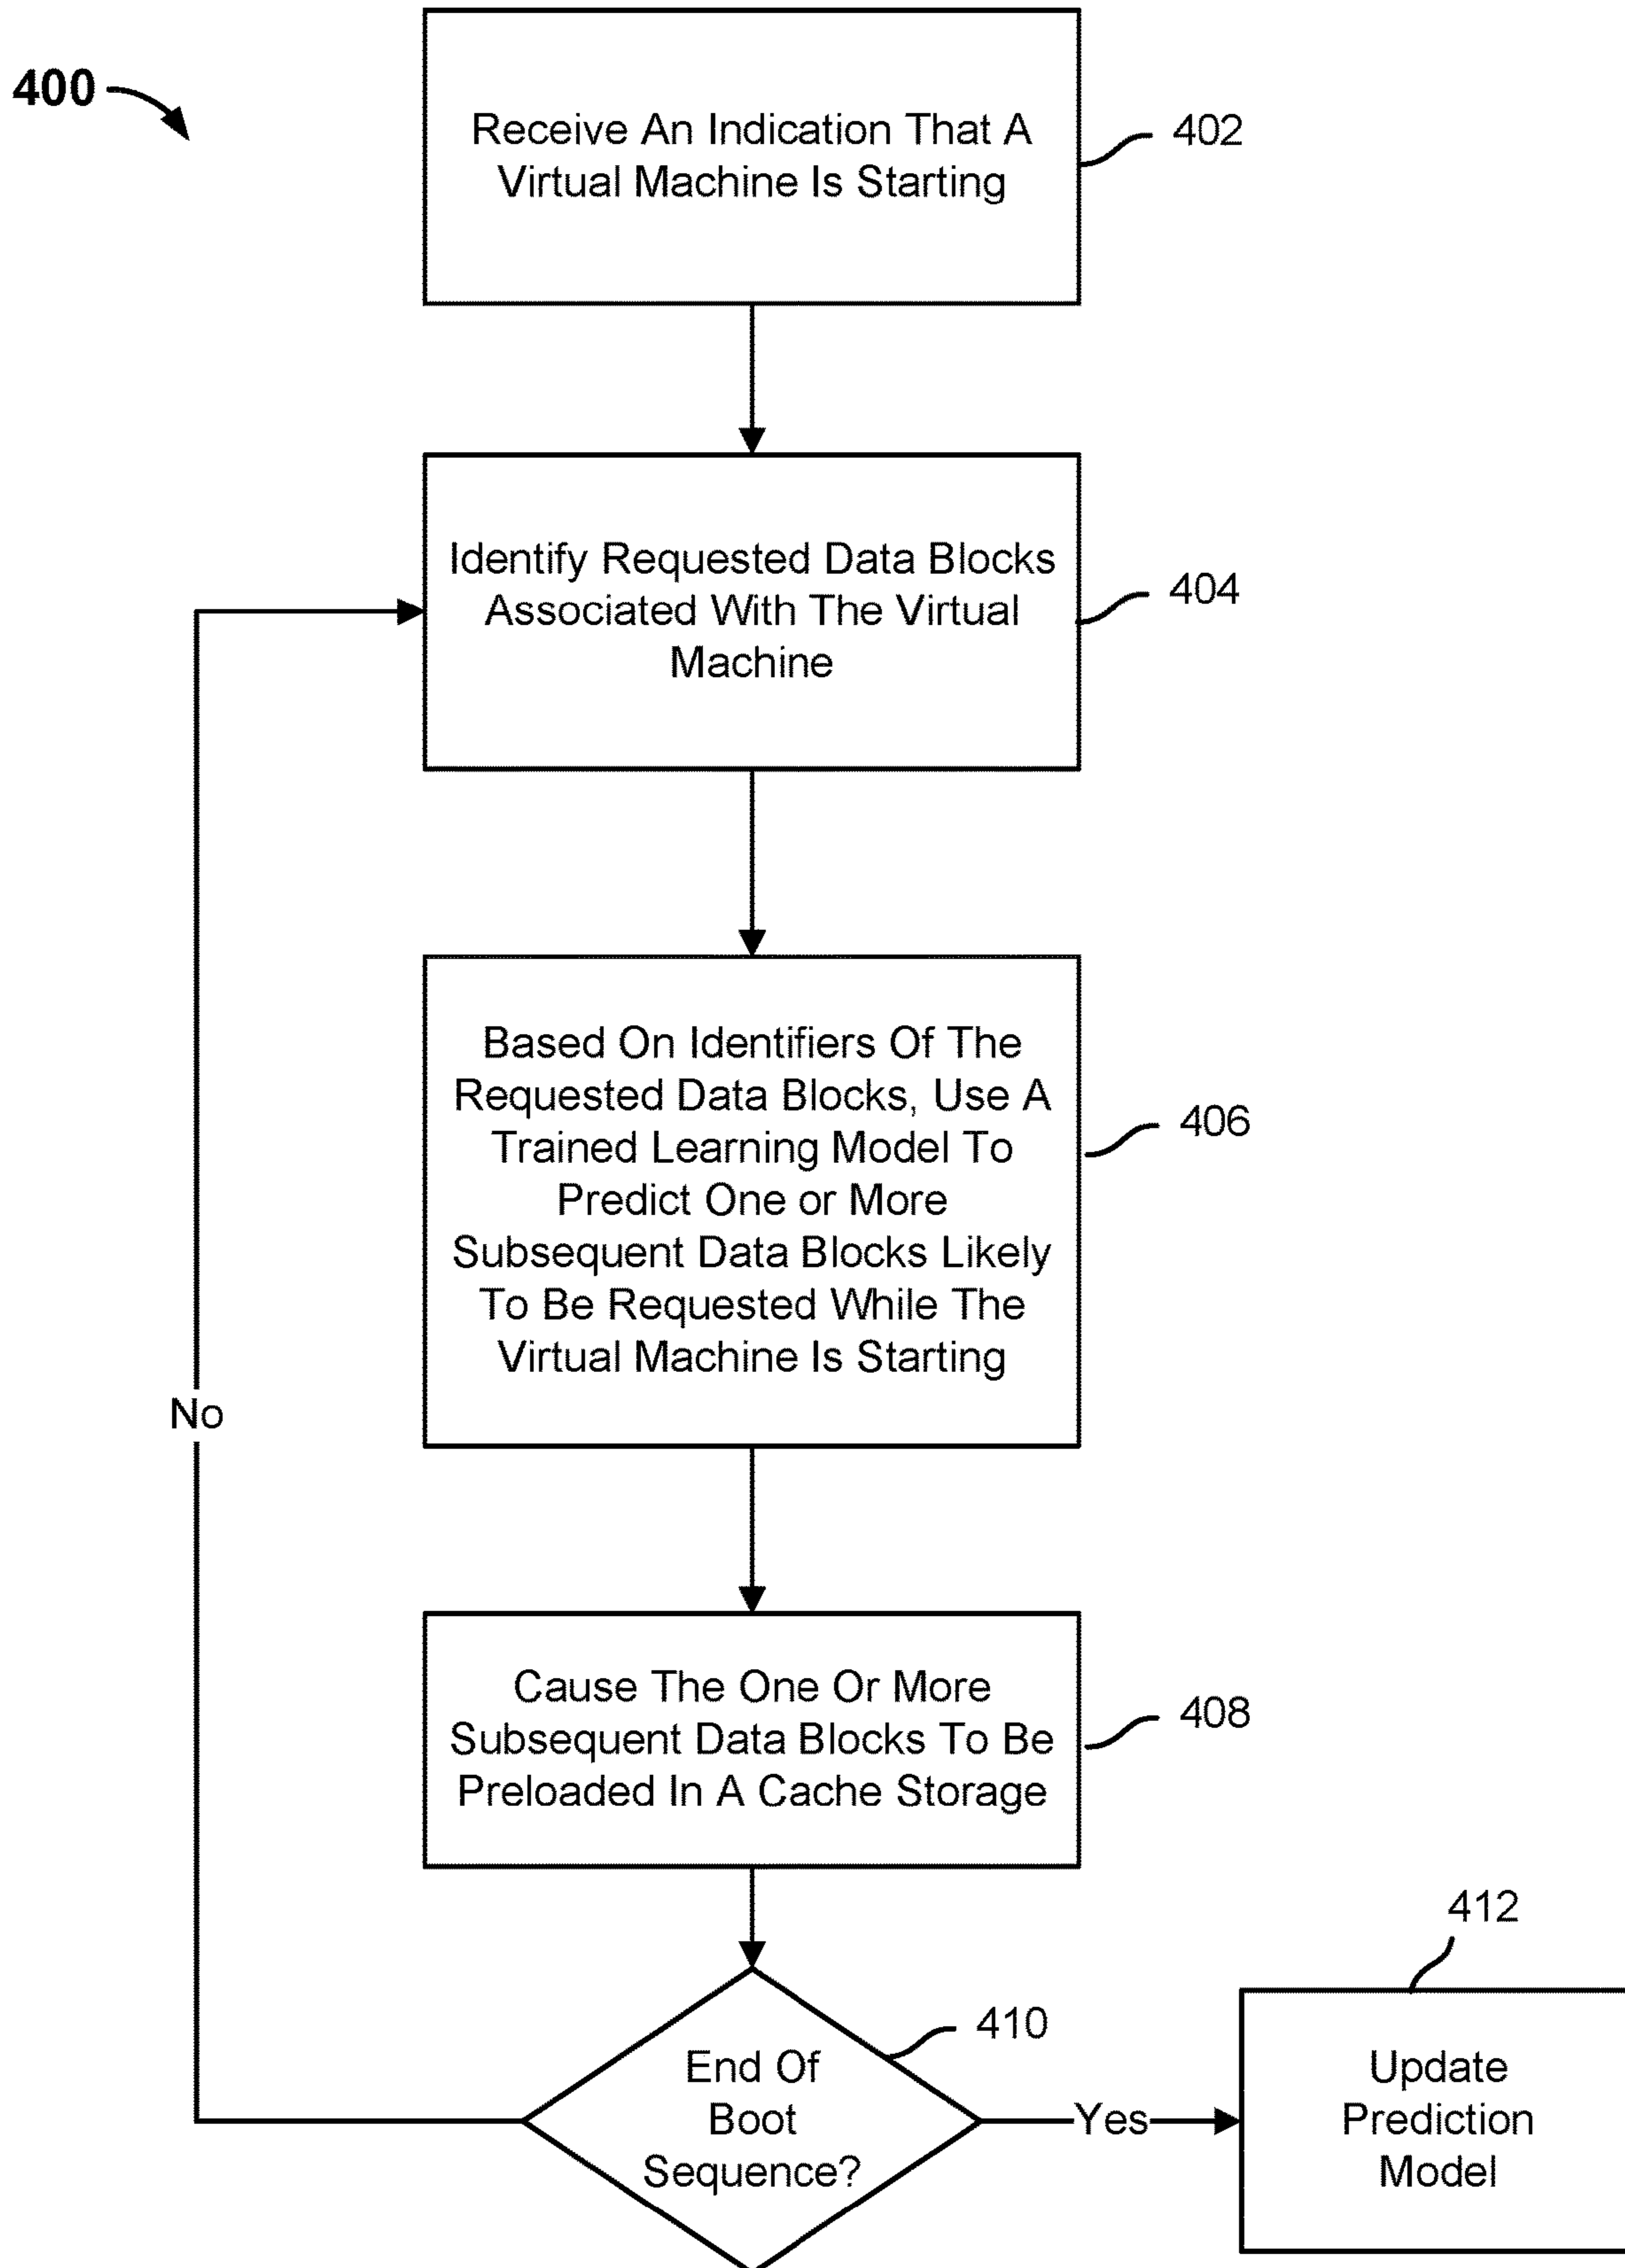 400
Receive An Indication That A
Virtual Machine Is Starting
402
Identify Requested Data Blocks
Associated With The Virtual
Machine
404
Based On Identifiers Of The
Requested Data Blocks, Use A
Trained Learning Model To
Predict One or More
Subsequent Data Blocks Likely
To Be Requested While The
Virtual Machine Is Starting
406
No
Cause The One Or More
Subsequent Data Blocks To Be
Preloaded In A Cache Storage
408
End Of
Boot
Sequence?
410
Yes
412
Update
Prediction
Model